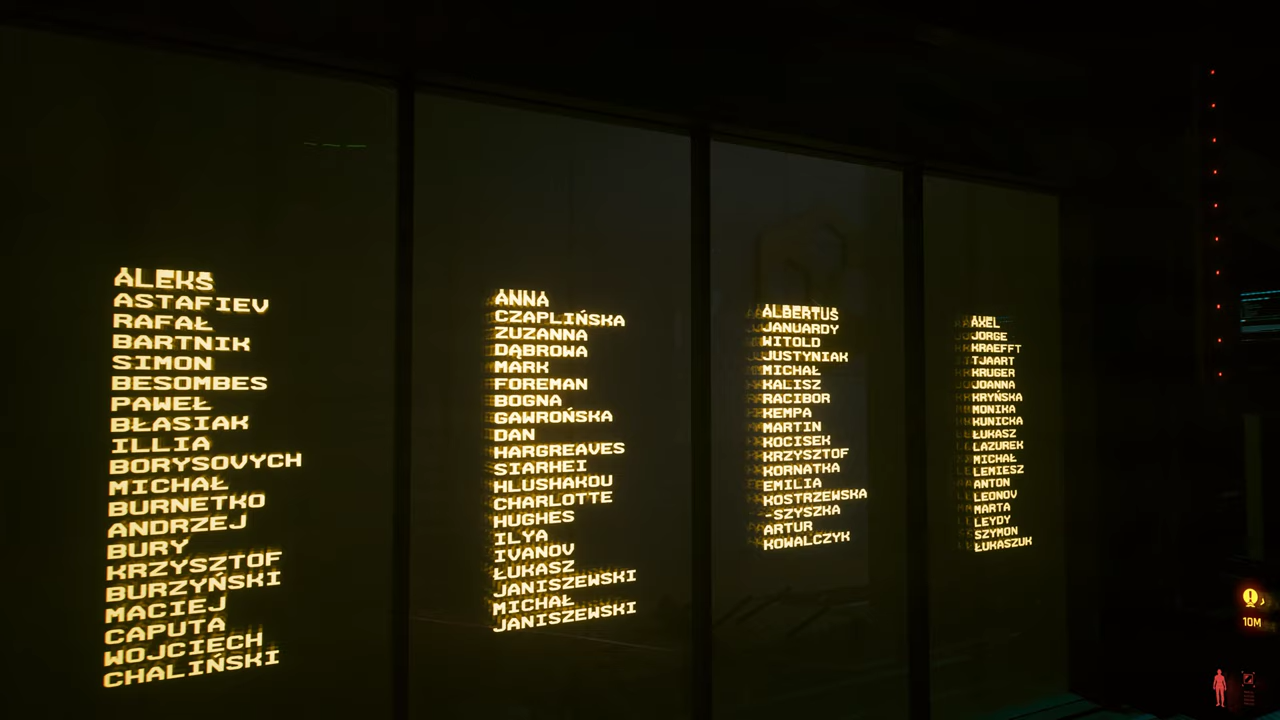 ALEKS
ASTAFIEV
RAFAŁ
BARTNIK
SIMON
BESOMBES
PAWEŁ
BŁASIAK
ILLIA
BORYSOVYCH
MICHAŁ
BURNETKO
ANDRZEJ
BURY
KRZYSZTOF
BURZYŃSKI
MACIEJ
CAPUTA
WOJCIECH
CHALIŃSKI
ANNA
CZAPLIŃSKA
ZUZANNA
DĄBROWA
MARK
FOREMAN
BOGNA
GAWROŃSKA
DAN
HARGREAVES
SIARHEI
HLUSHAKOU
CHARLOTTE
HUGHES
ILYA
IVANOV
ŁUKASZ
JANISZEWSKI
MICHAŁ
JANISZEWSKI
ALBERTUS
JANUARDY
WITOLD
JUSTYNIAK
MICHAŁ
KALISZ
RACIBOR
KEMPA
MARTIN
KOCISEK
KRZYSZTOF
KORNATKA
EMILIA
KOSTRZEWSKA
-SZYSZKA
ARTUR
KOWALCZYK
AXEL
JORGE
KRAEFFT
TJAART
KRUGER
JOANNA
KRYŃSKA
MONIKA
KUNICKA
ŁUKASZ
LAZUREK
MICHAŁ
LEMIESZ
ANTON
LEONOV
MARTA
LEYDY
SZYMON
ŁUKASZUK
10M